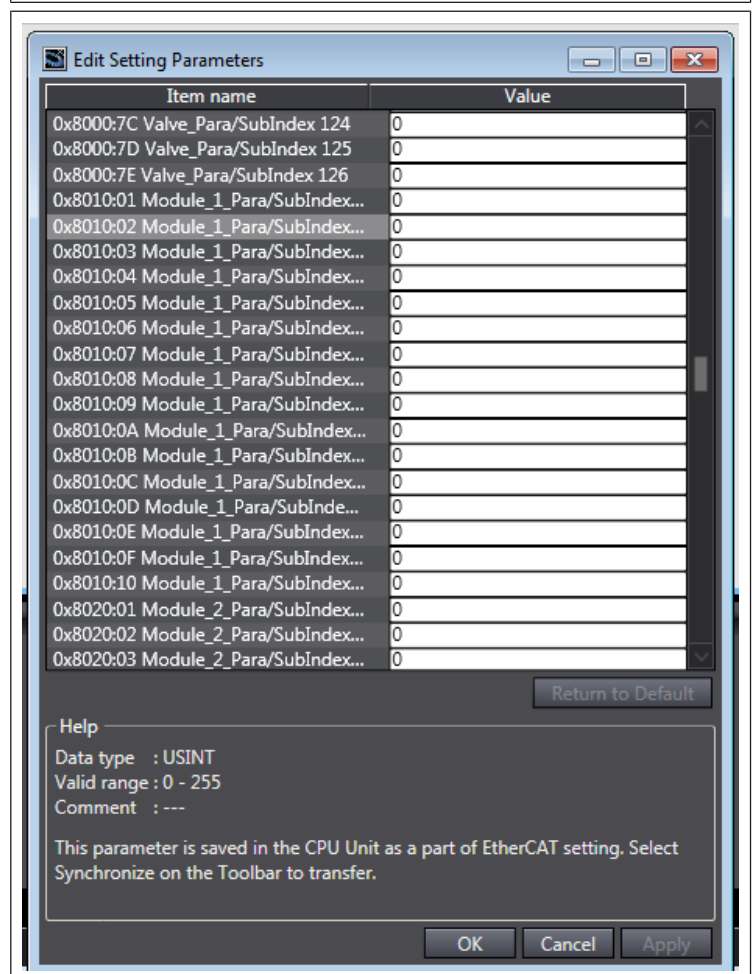 Edit Setting Parameters
Item name Value
0x8000:7C Valve_Para/SubIndex 124 0
0x8000:7D Valve_Para/SubIndex 125 0
0x8000:7E Valve_Para/SubIndex 126 0
0x8010:01 Module_1_Para/SubIndex... 0
0x8010:02 Module_1_Para/SubIndex... 0
0x8010:03 Module_1_Para/SubIndex... 0
0x8010:04 Module_1_Para/SubIndex... 0
0x8010:05 Module_1_Para/SubIndex... 0
0x8010:06 Module_1_Para/SubIndex... 0
0x8010:07 Module_1_Para/SubIndex... 0
0x8010:08 Module_1_Para/SubIndex... 0
0x8010:09 Module_1_Para/SubIndex... 0
0x8010:0A Module_1_Para/SubIndex... 0
0x8010:0B Module_1_Para/SubIndex... 0
0x8010:0C Module_1_Para/SubIndex... 0
0x8010:0D Module_1_Para/SubInde... 0
0x8010:0E Module_1_Para/SubIndex... 0
0x8010:0F Module_1_Para/SubIndex... 0
0x8010:10 Module_1_Para/SubIndex... 0
0x8020:01 Module_2_Para/SubIndex... 0
0x8020:02 Module_2_Para/SubIndex... 0
0x8020:03 Module_2_Para/SubIndex... 0
Return to Default
Help
Data type : USINT
Valid range : 0 - 255
Comment : ---
This parameter is saved in the CPU Unit as a part of EtherCAT setting. Select
Synchronize on the Toolbar to transfer.
OK Cancel Apply